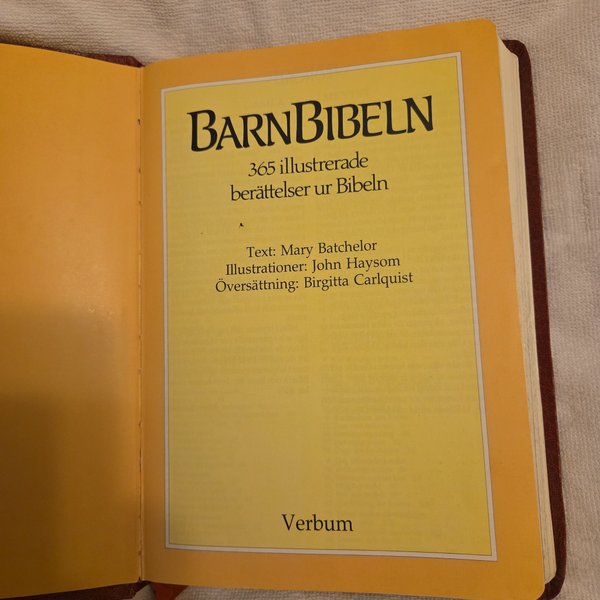 BARNBIBELN
365 illustrerade
berättelser ur Bibeln
Text: Mary Batchelor
Illustrationer: John Haysom
Översättning: Birgitta Carlquist
Verbum